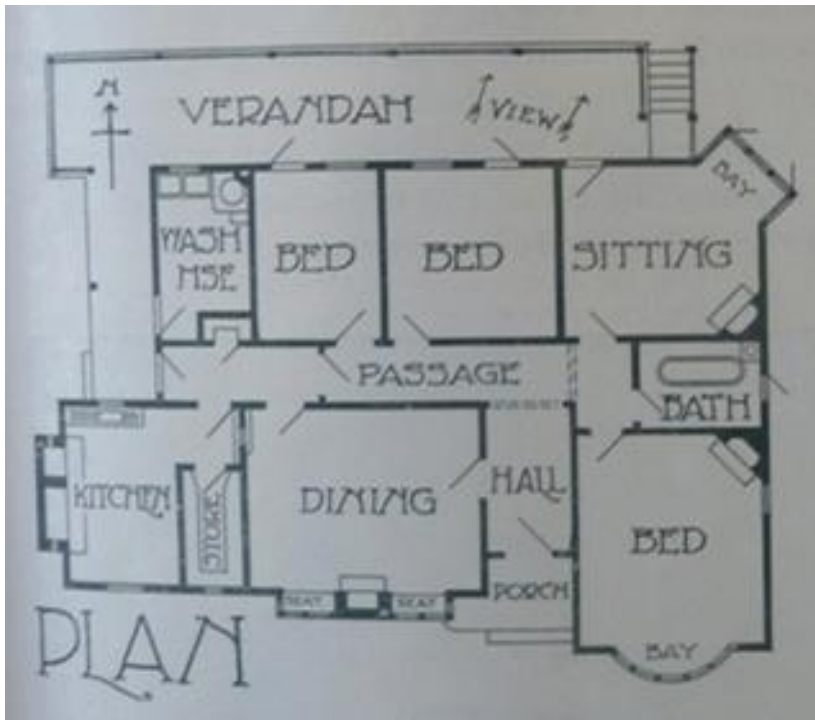 N
VERANDAH
VIEW
BAY
WASH
HSE
BED
BED
SITTING
PASSAGE
BATH
KITCHEN
STORE
DINING
HALL
BED
SEAT
SEAT
PORCH
BAY
PLAN